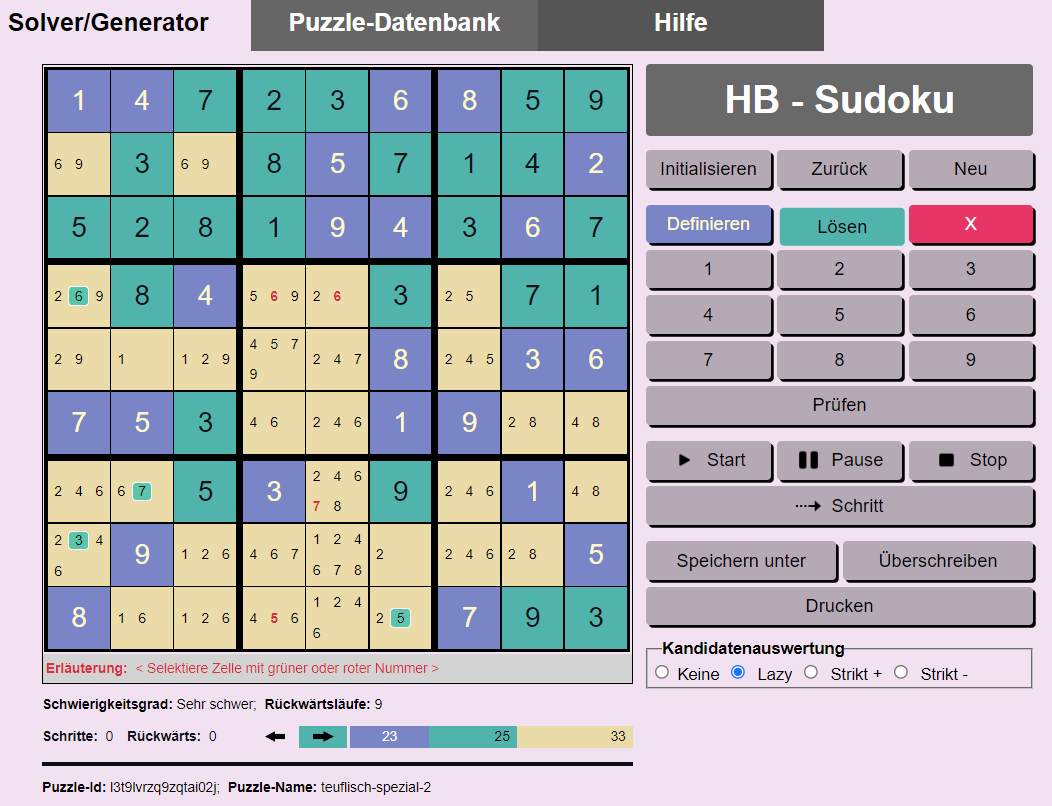 Solver/Generator Puzzle-Datenbank Hilfe
HB - Sudoku
1 4 7 2 3 6 8 5 9
6 9 3 6 9 8 5 7 1 4 2
5 2 8 1 9 4 3 6 7
2 6 9 8 4 5 6 9 2 6 3 2 5 7 1
2 9 1 1 2 9 4 5 7 9 2 4 7 8 2 4 5 3 6
7 5 3 4 6 2 4 6 1 9 2 8 4 8
2 4 6 6 7 5 3 2 4 6 7 8 9 2 4 6 1 4 8
2 3 4 6 9 1 2 6 4 6 7 1 2 4 6 7 8 2 2 4 6 2 8 5
8 1 6 1 2 6 4 5 6 1 2 4 6 2 5 7 9 3
Erläuterung: < Selektiere Zelle mit grüner oder roter Nummer >
Schwierigkeitsgrad: Sehr schwer; Rückwärtsläufe: 9
Schritte: 0 Rückwärts: 0 23 25 33
Puzzle-Id: l3t9lvrzq9zqtai02j; Puzzle-Name: teuflisch-spezial-2
Initialisieren Zurück Neu
Definieren Lösen X
1 2 3
4 5 6
7 8 9
Prüfen
Start Pause Stop
Schritt
Speichern unter Überschreiben
Drucken
Kandidatenauswertung
Keine Lazy Strikt + Strikt -